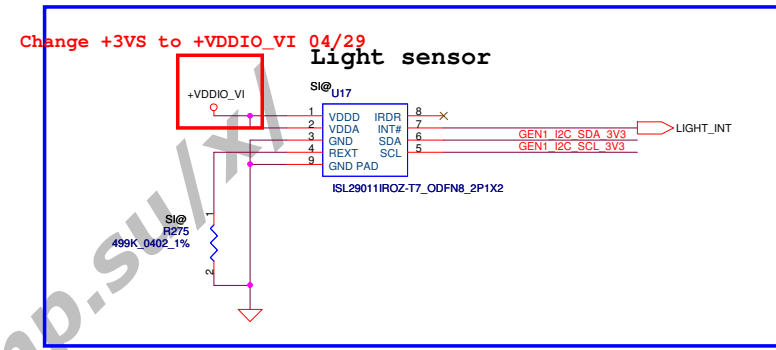 Change +3VS to +VDDIO_VI 04/29
Light sensor
SI@
U17
+VDDIO_VI
1 VDDD IRDR 8
2 VDDA INT# 7
3 GND SDA 6
4 REXT SCL 5
9 GND PAD
LIGHT_INT
GEN1_I2C_SDA_3V3
GEN1_I2C_SCL_3V3
ISL29011IROZ-T7_ODFN8_2P1X2
1
SI@
R275
499K_0402_1%
2
mp.su/x/